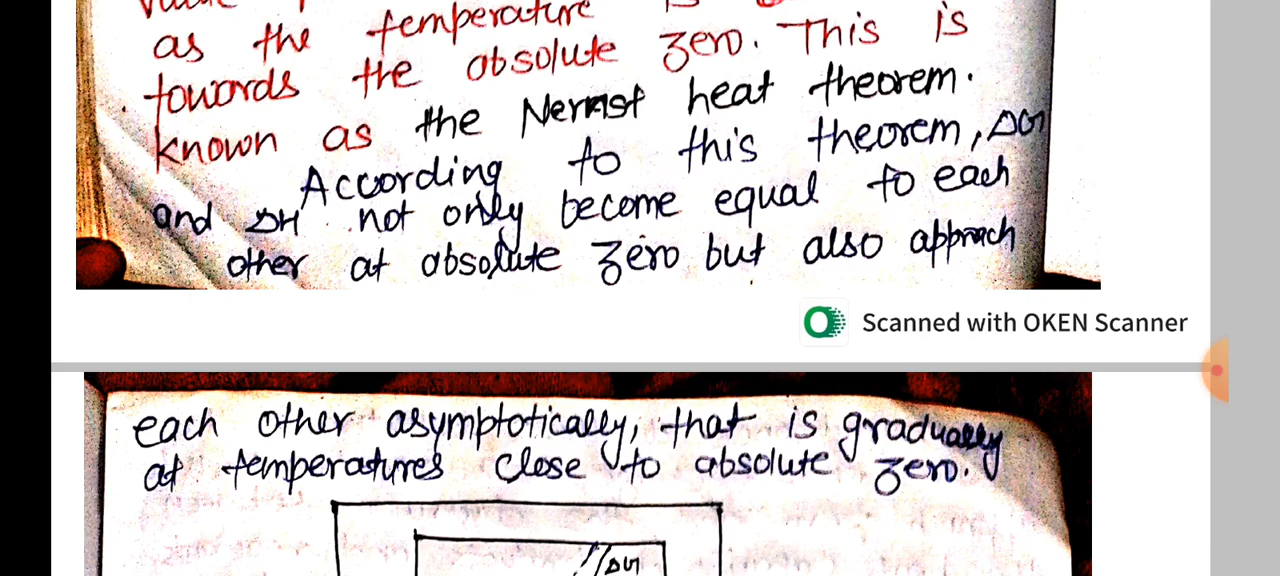 as the temperature is
towards the absolute zero. This is
known as the Nernst heat theorem.
According to this theorem, ΔG
and ΔH not only become equal to each
other at absolute zero but also approach
Scanned with OKEN Scanner
each other asymptotically, that is gradually
at temperatures close to absolute zero.
ΔG